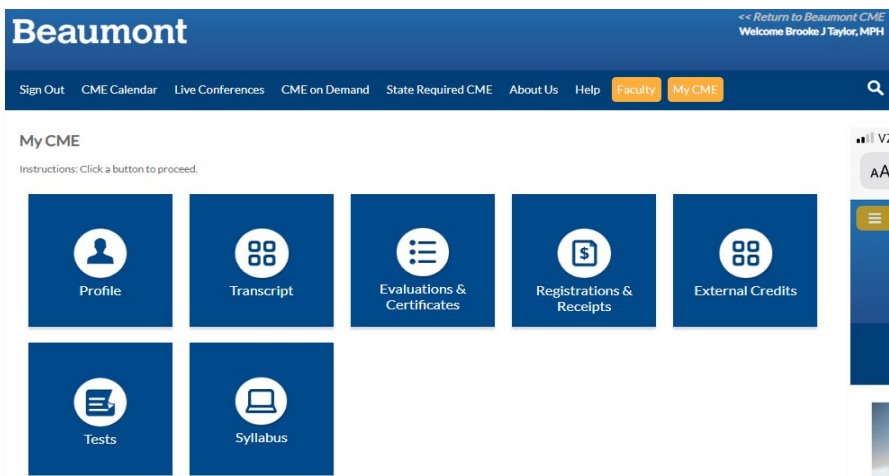 Beaumont
<< Return to Beaumont CME
Welcome Brooke J Taylor, MPH
Sign Out CME Calendar Live Conferences CME on Demand State Required CME About Us Help Faculty My CME
My CME
Instructions: Click a button to proceed.
Profile
Transcript
Evaluations &
Certificates
Registrations &
Receipts
External Credits
Tests
Syllabus
VZ
AA